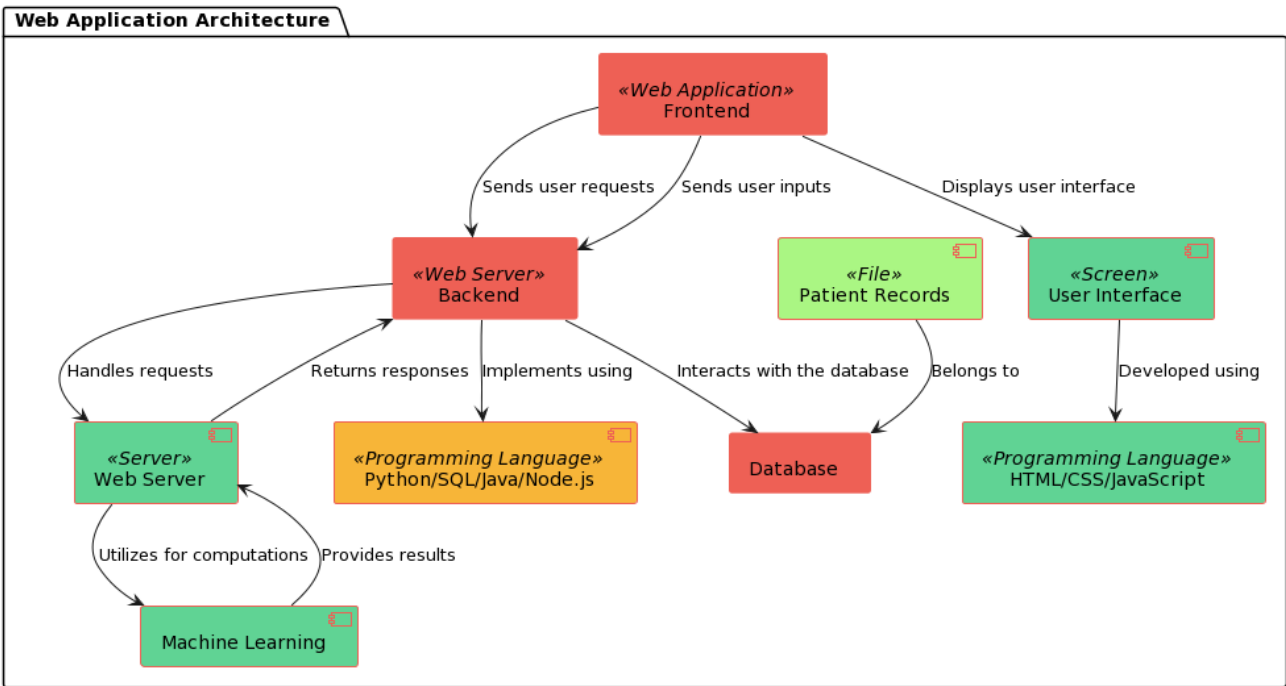 Web Application Architecture
«Web Application»
Frontend
Sends user requests
Sends user inputs
Displays user interface
«Web Server»
Backend
«File»
Patient Records
«Screen»
User Interface
Handles requests
Returns responses
Implements using
Interacts with the database
Belongs to
Developed using
«Server»
Web Server
«Programming Language»
Python/SQL/Java/Node.js
Database
«Programming Language»
HTML/CSS/JavaScript
Utilizes for computations
Provides results
Machine Learning